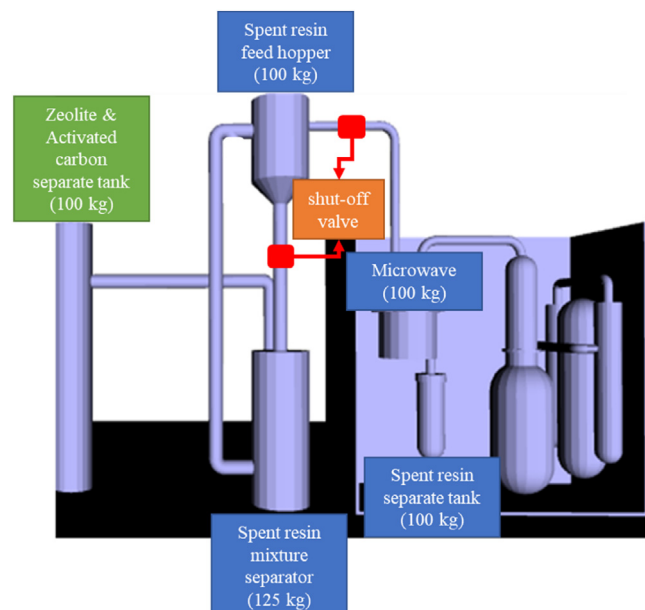 Spent resin
feed hopper
(100 kg)
Zeolite &
Activated
carbon
separate tank
(100 kg)
shut-off
valve
Microwave
(100 kg)
Spent resin
separate tank
(100 kg)
Spent resin
mixture
separator
(125 kg)